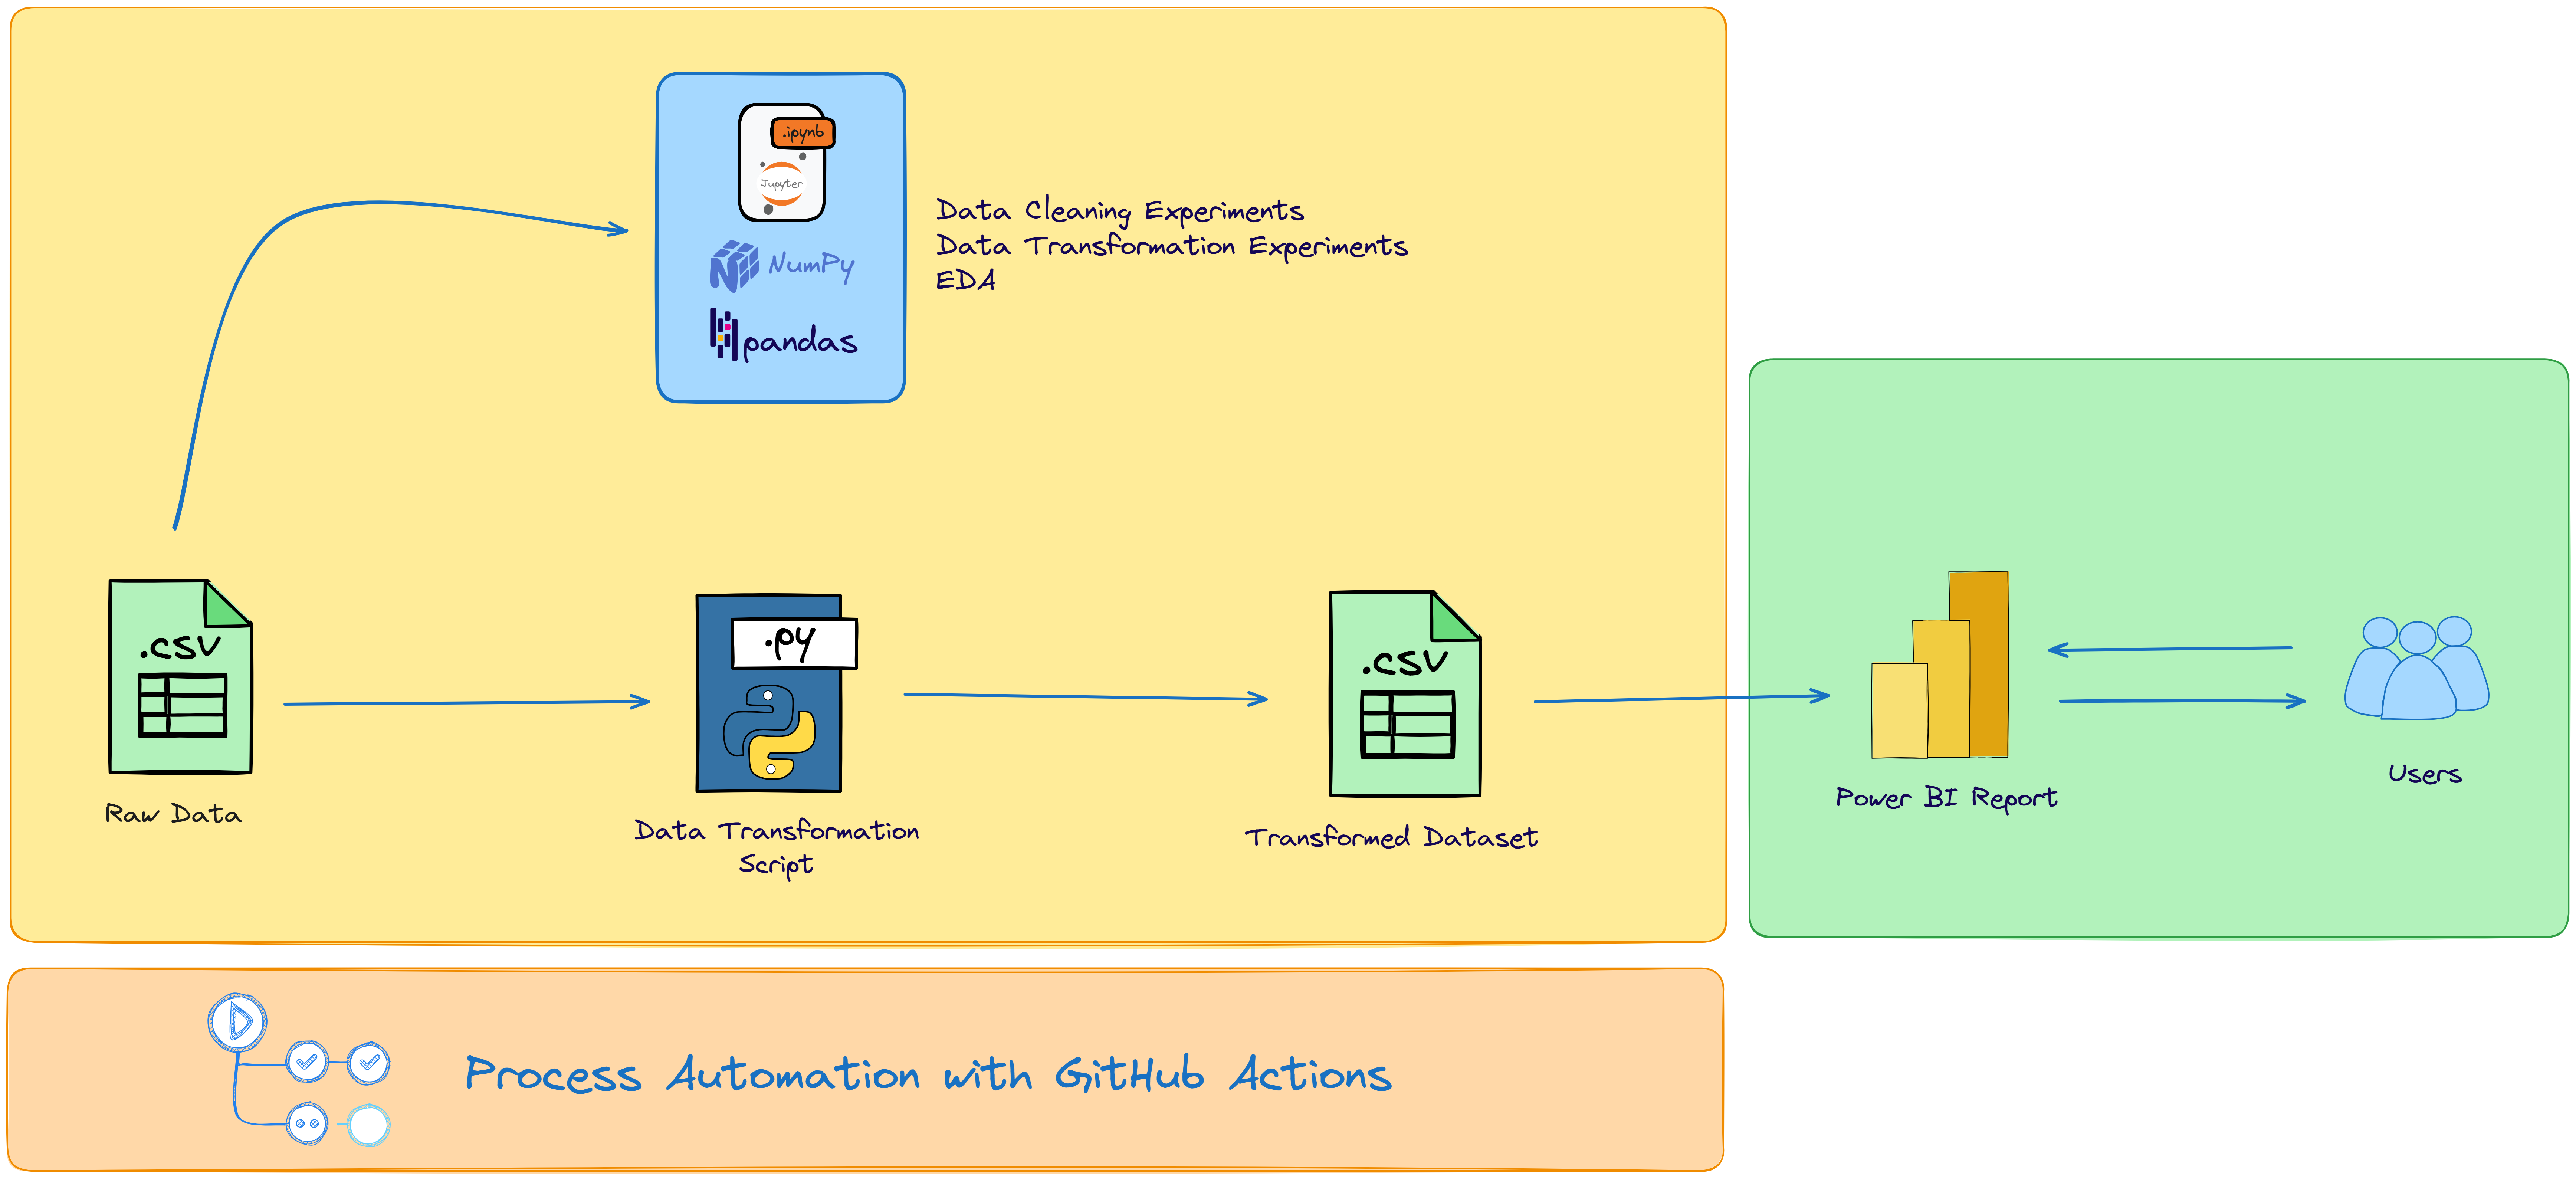 .ipynb
Jupyter
NumPy
pandas
Data Cleaning Experiments
Data Transformation Experiments
EDA
.csv
Raw Data
.py
Data Transformation
Script
.csv
Transformed Dataset
Power BI Report
Users
Process Automation with GitHub Actions